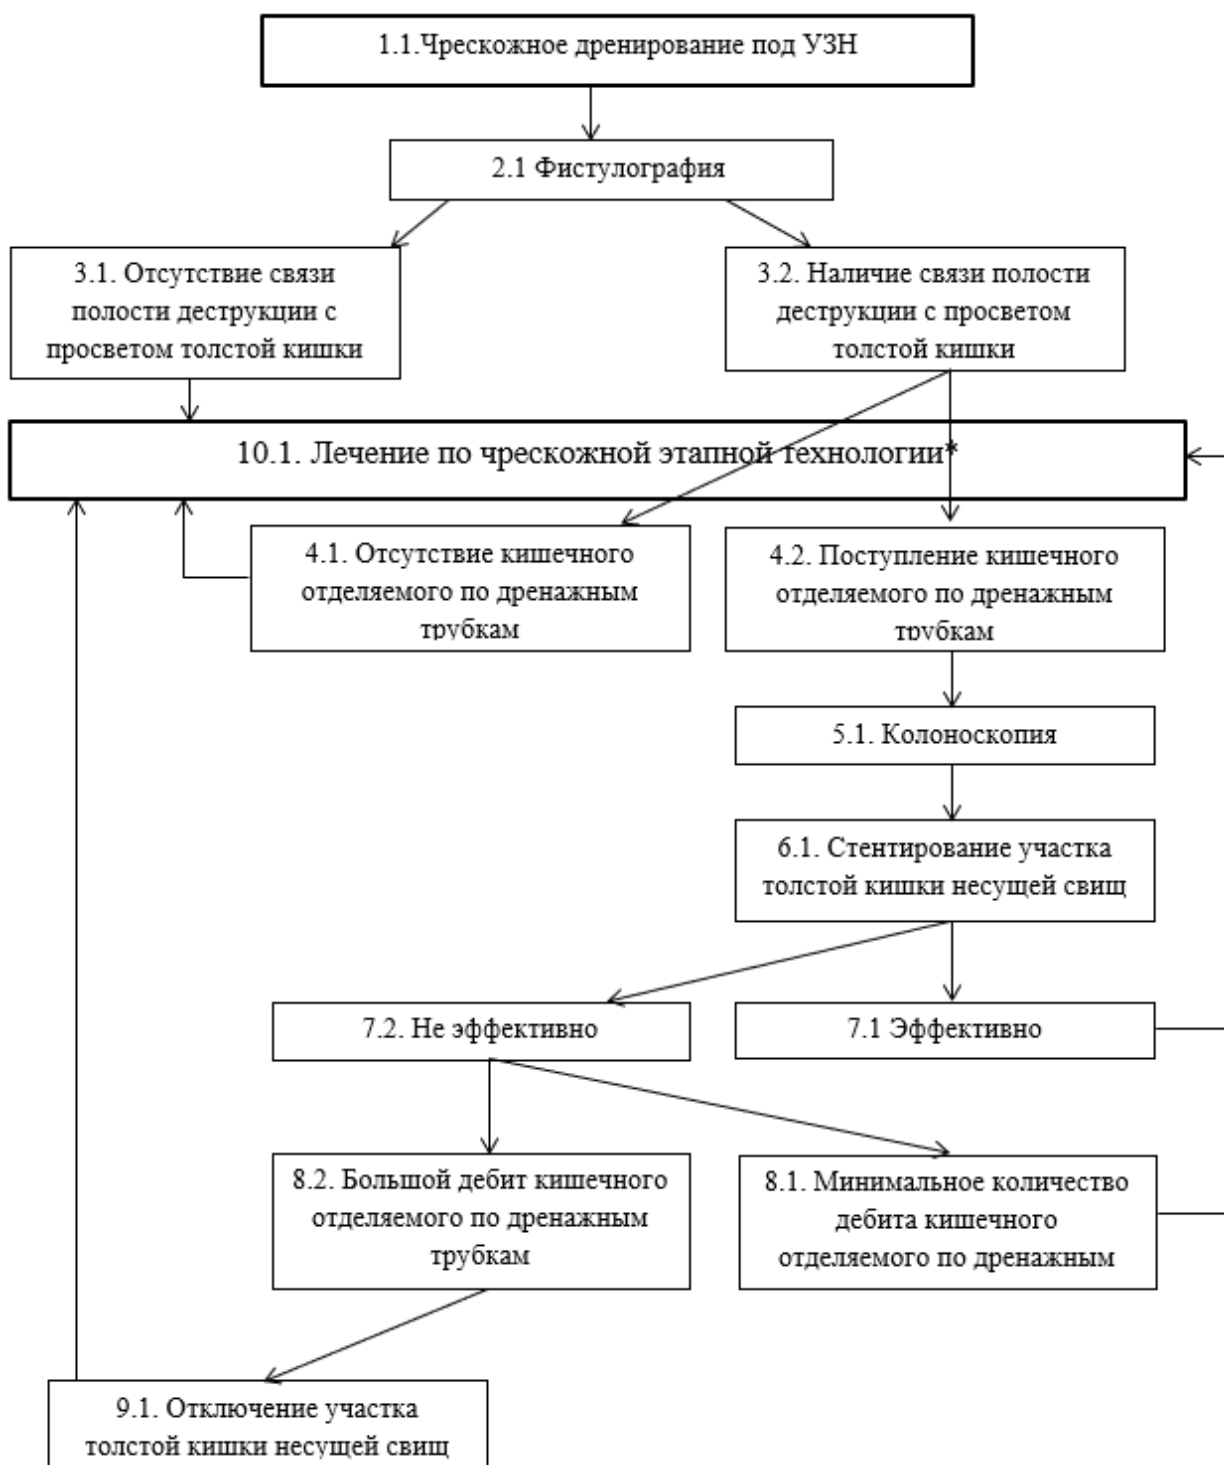 1.1.Чрескожное дренирование под УЗН
2.1 Фистулография
3.1. Отсутствие связи
полости деструкции с
просветом толстой кишки
3.2. Наличие связи полости
деструкции с просветом
толстой кишки
10.1. Лечение по чрескожной этапной технологии*
4.1. Отсутствие кишечного
отделяемого по дренажным
трубкам
4.2. Поступление кишечного
отделяемого по дренажным
трубкам
5.1. Колоноскопия
6.1. Стентирование участка
толстой кишки несущей свищ
7.2. Не эффективно
7.1 Эффективно
8.2. Большой дебит кишечного
отделяемого по дренажным
трубкам
8.1. Минимальное количество
дебита кишечного
отделяемого по дренажным
9.1. Отключение участка
толстой кишки несущей свищ